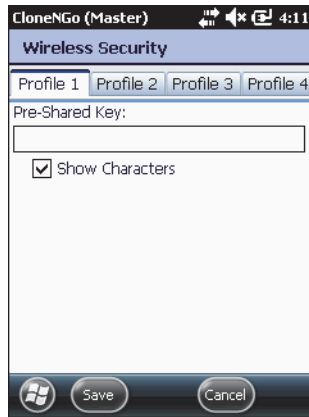 CloneNGo (Master) 4:11
Wireless Security
Profile 1 Profile 2 Profile 3 Profile 4
Pre-Shared Key:
Show Characters
Save Cancel